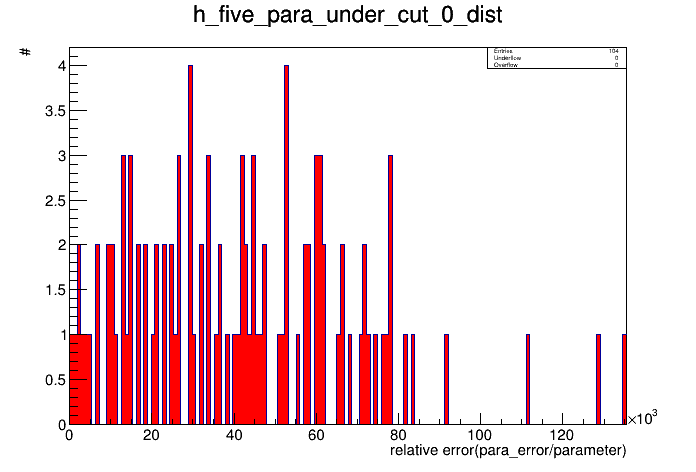 h_five_para_under_cut_0_dist
#
Entries 104
Underflow 0
Overflow 0
4
3.5
3
2.5
2
1.5
1
0.5
0
0 20 40 60 80 100 120 ×10³
relative error(para_error/parameter)